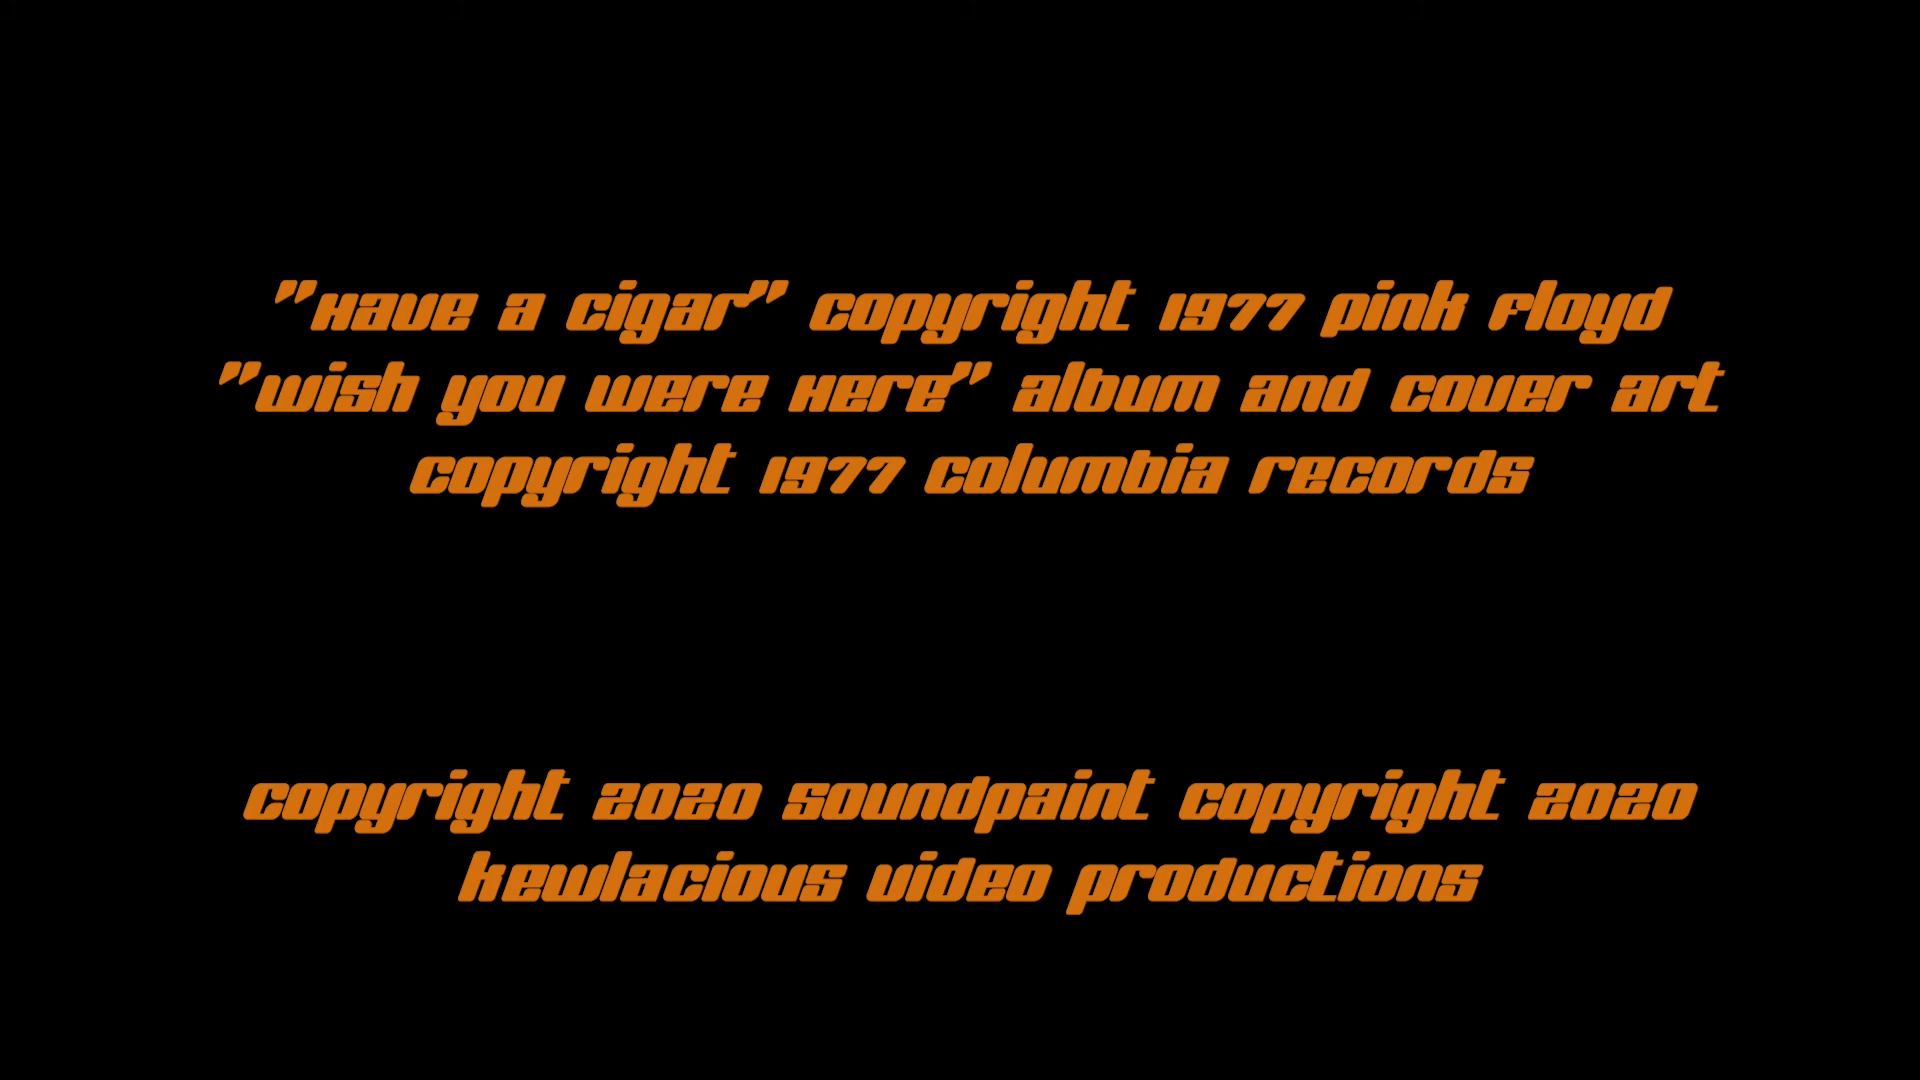 "Have a cigar" copyright 1977 pink floyd
"wish you were Here" album and cover art
copyright 1977 columbia records
copyright 2020 soundpaint copyright 2020
kewlacious video productions